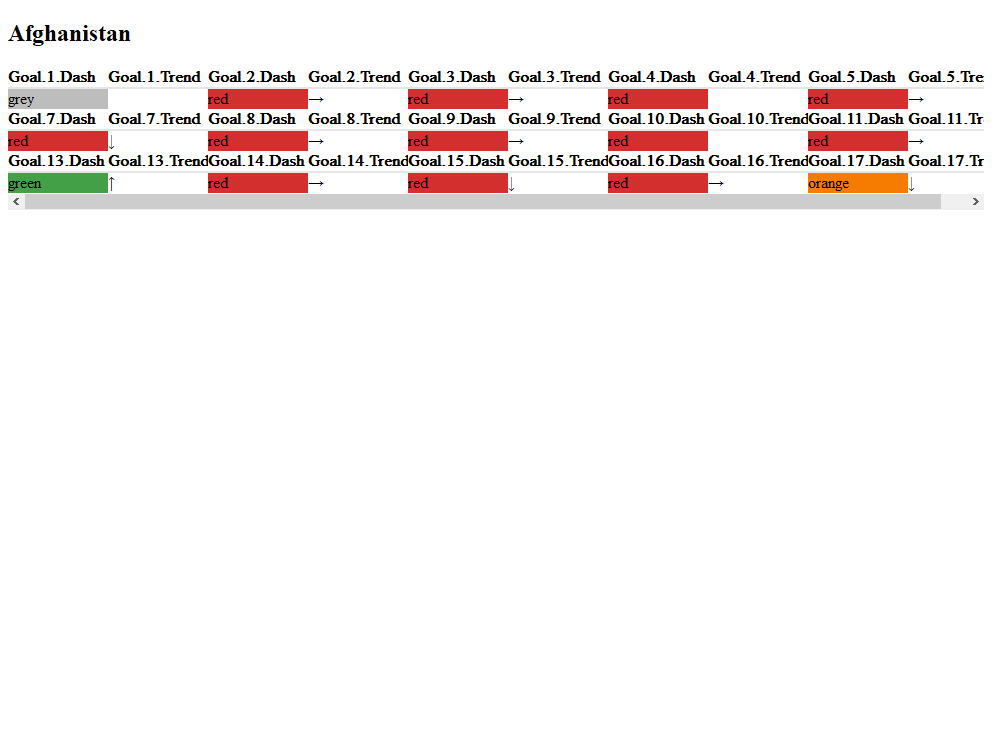 Afghanistan
Goal.1.Dash Goal.1.Trend Goal.2.Dash Goal.2.Trend Goal.3.Dash Goal.3.Trend Goal.4.Dash Goal.4.Trend Goal.5.Dash Goal.5.Tre
grey red → red → red red →
Goal.7.Dash Goal.7.Trend Goal.8.Dash Goal.8.Trend Goal.9.Dash Goal.9.Trend Goal.10.Dash Goal.10.Trend Goal.11.Dash Goal.11.Tr
red ↓ red → red → red red →
Goal.13.Dash Goal.13.Trend Goal.14.Dash Goal.14.Trend Goal.15.Dash Goal.15.Trend Goal.16.Dash Goal.16.Trend Goal.17.Dash Goal.17.Tr
green ↑ red → red ↓ red → orange ↓